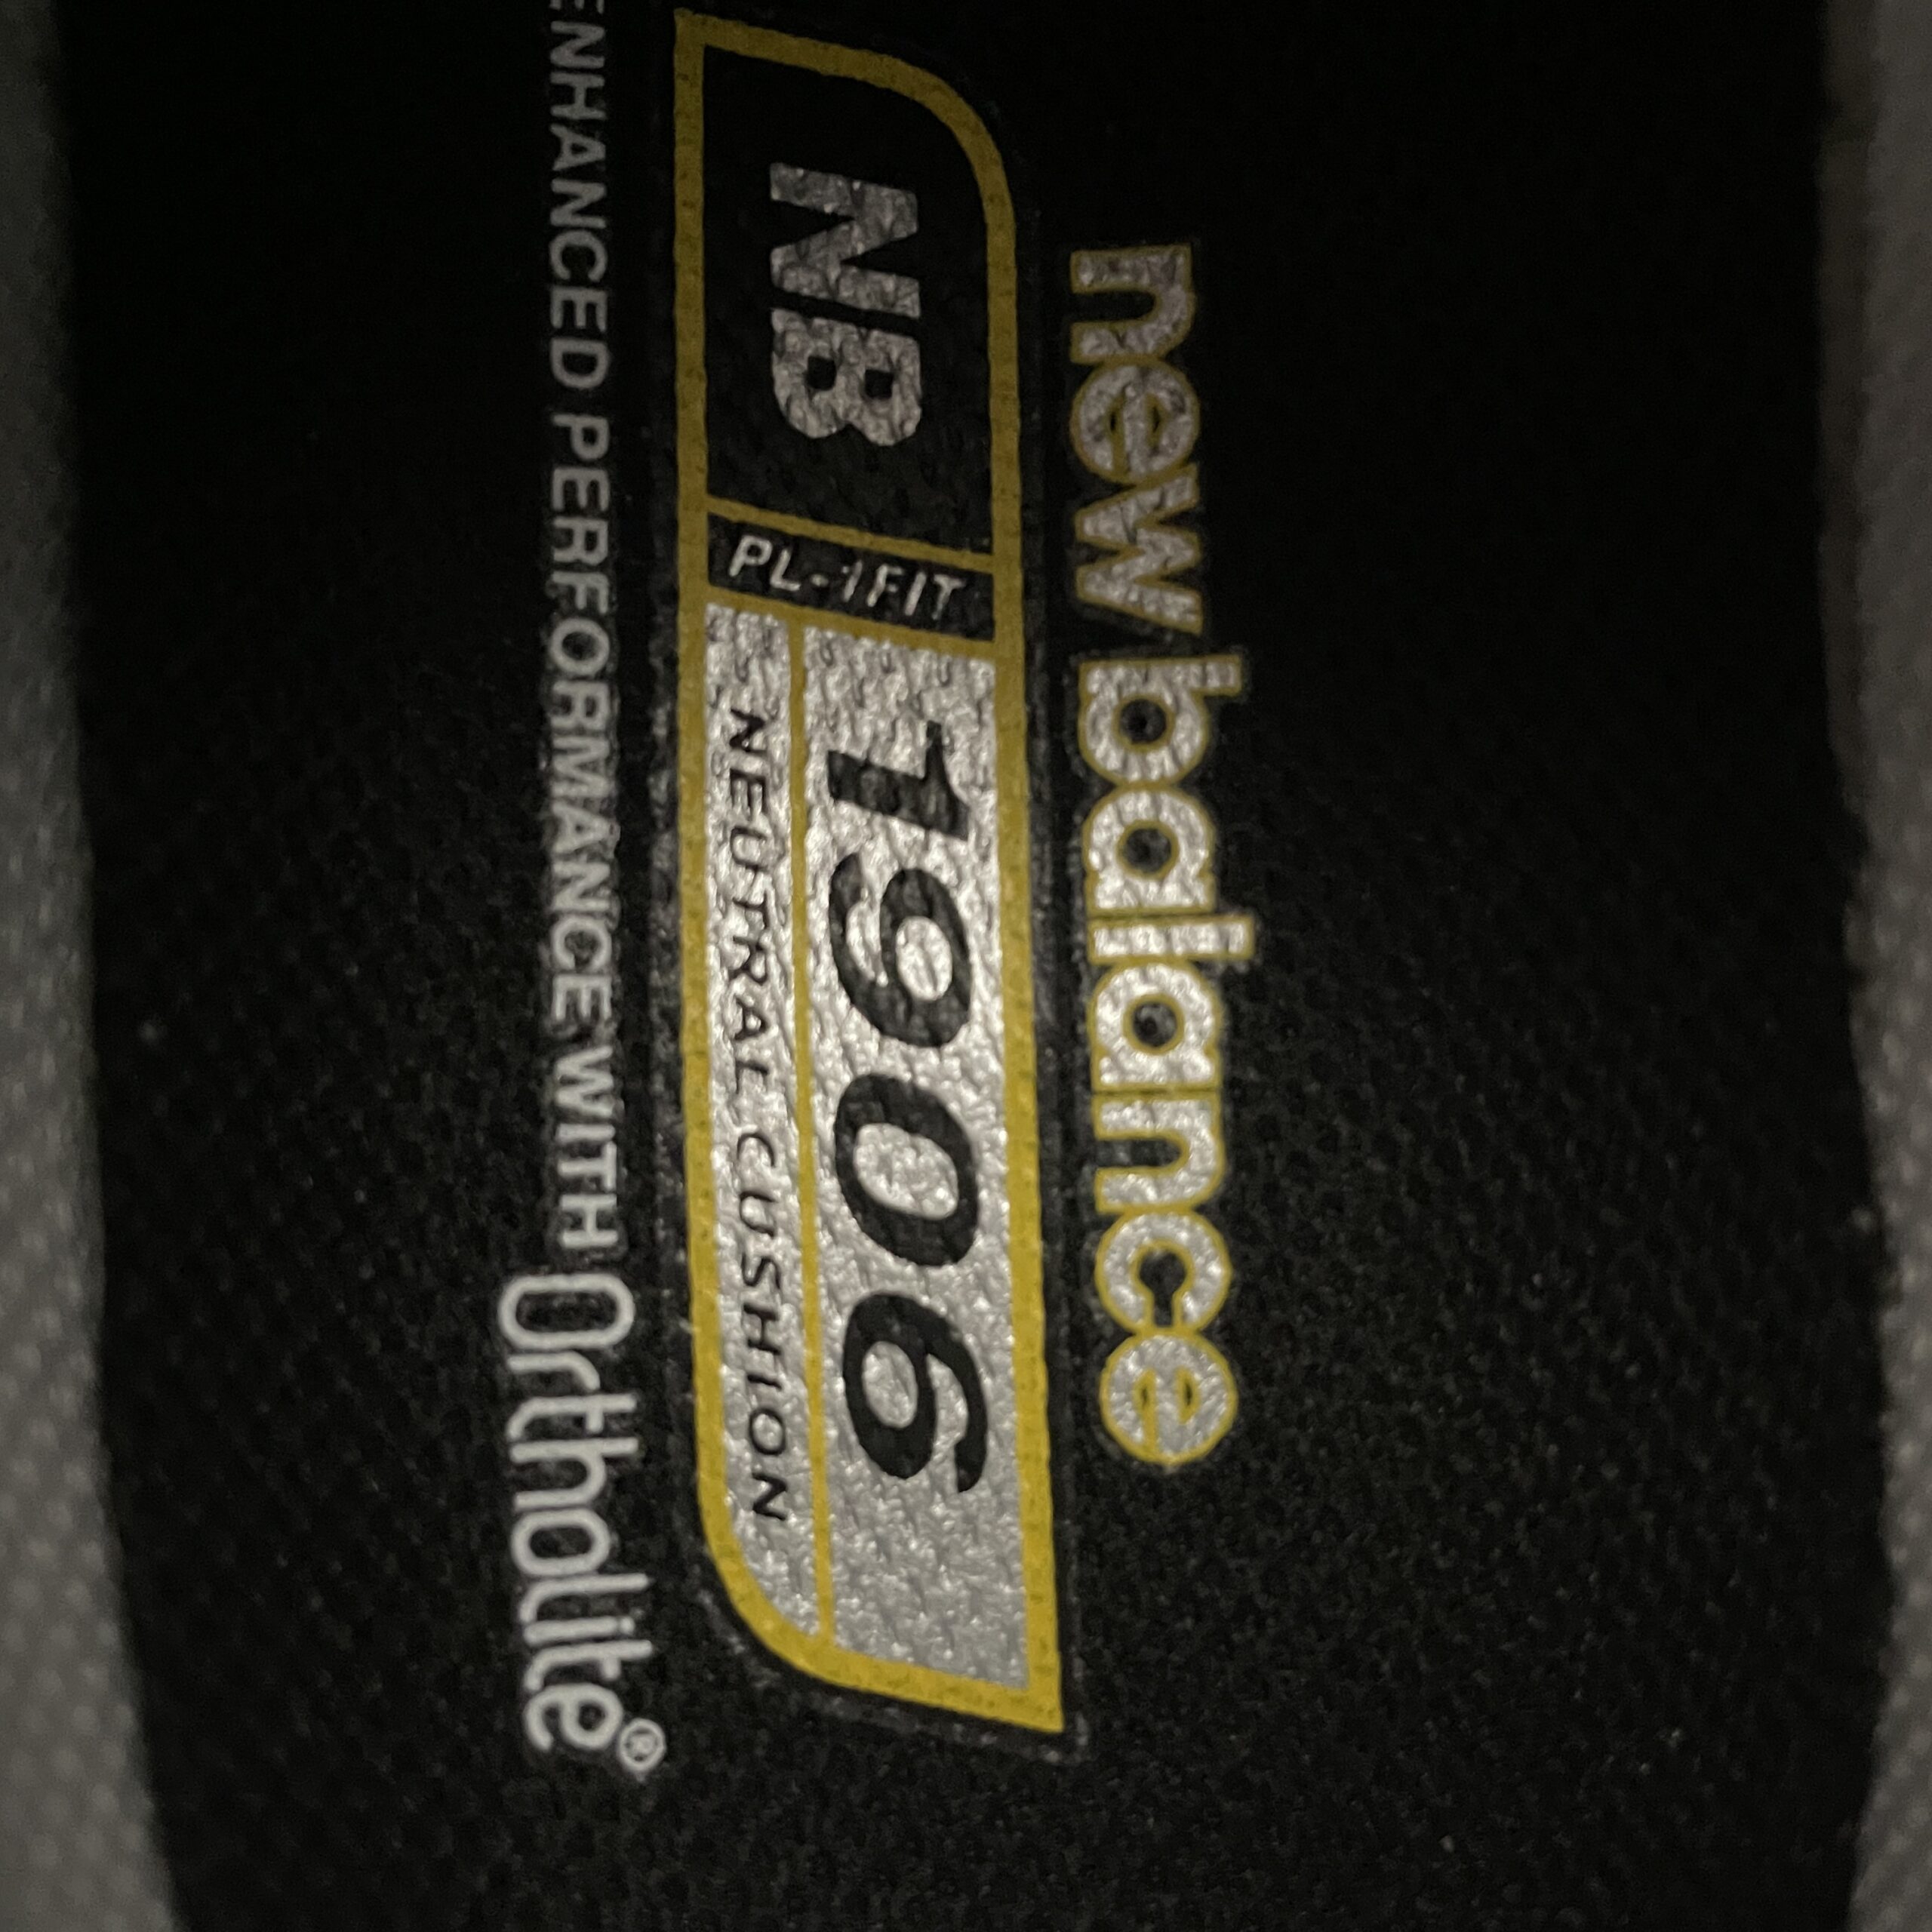 new balance
NB
PL-1FIT
1906
NEUTRAL CUSHION
ENHANCED PERFORMANCE WITH Ortholite®